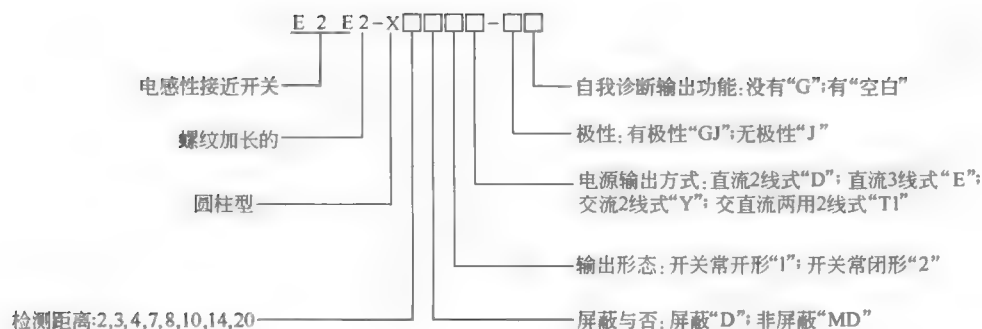 E2 E2-X□□□□-□□
电感性接近开关
自我诊断输出功能:没有“G”;有“空白”
螺纹加长的
极性:有极性“GJ”;无极性“J”
圆柱型
电源输出方式:直流2线式“D”; 直流3线式“E”;
交流2线式“Y”; 交直流两用2线式“T1”
输出形态:开关常开形“1”; 开关常闭形“2”
检测距离:2,3,4,7,8,10,14,20
屏蔽与否:屏蔽“D”; 非屏蔽“MD”